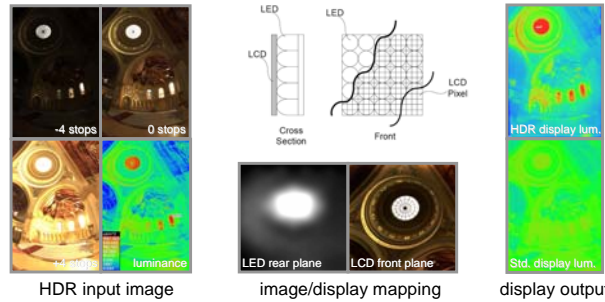 -4 stops
0 stops
+4 stops
luminance
HDR input image
LED
LED
LCD
LCD
Pixel
Cross
Section
Front
LED rear plane
LCD front plane
image/display mapping
HDR display lum.
Std. display lum.
display outpu